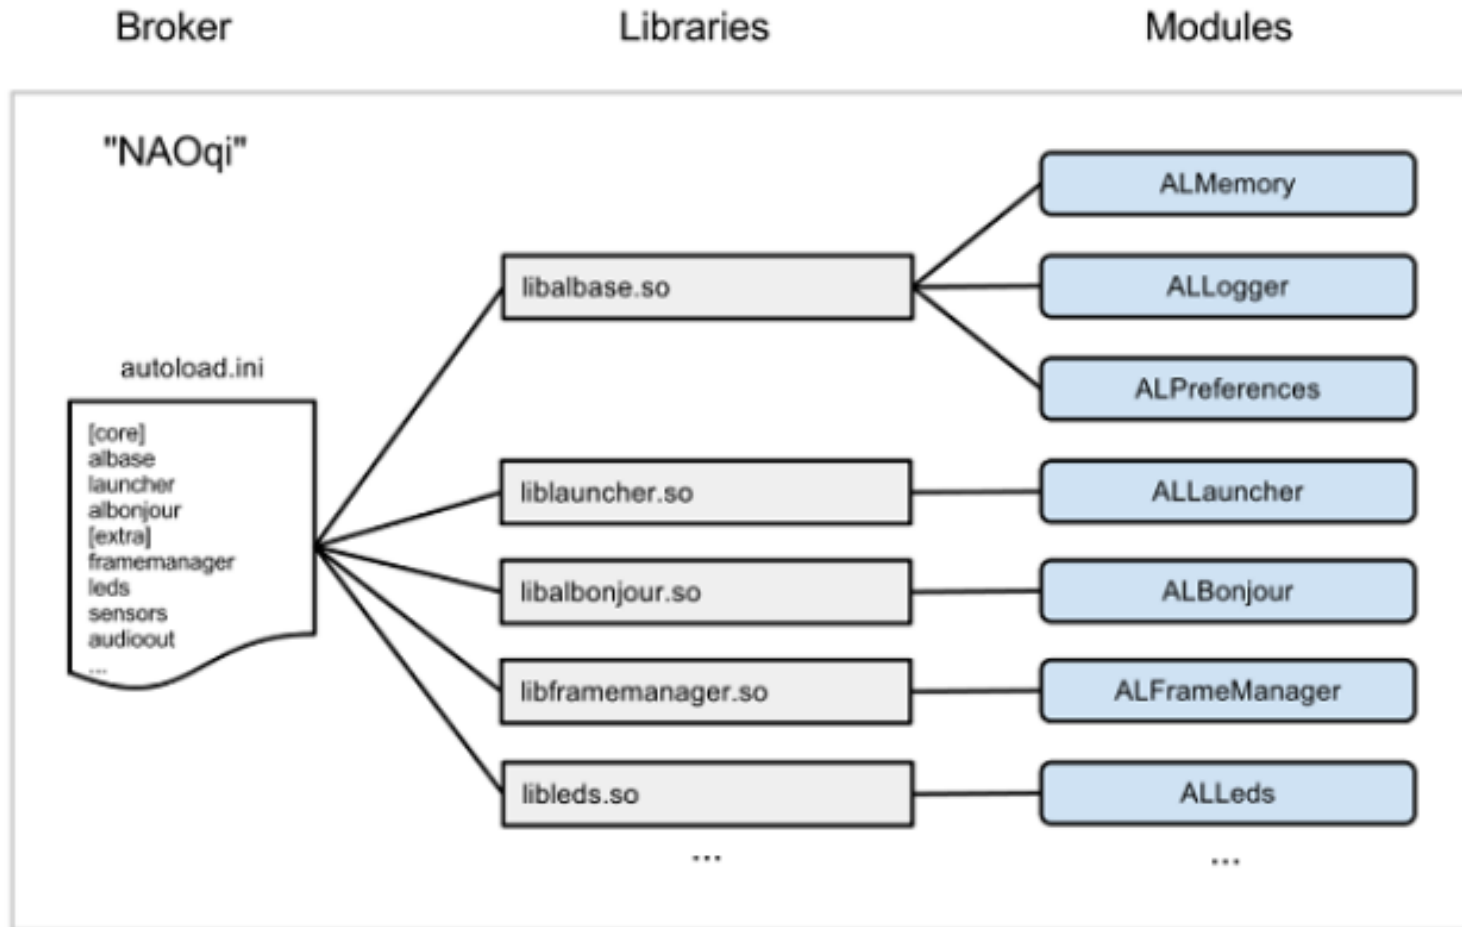 Broker
Libraries
Modules
"NAOqi"
autoload.ini
[core]
albase
launcher
albonjour
[extra]
framemanager
leds
sensors
audioout
...
libalbase.so
liblauncher.so
libalbonjour.so
libframemanager.so
libleds.so
...
ALMemory
ALLogger
ALPreferences
ALLauncher
ALBonjour
ALFrameManager
ALLeds
...